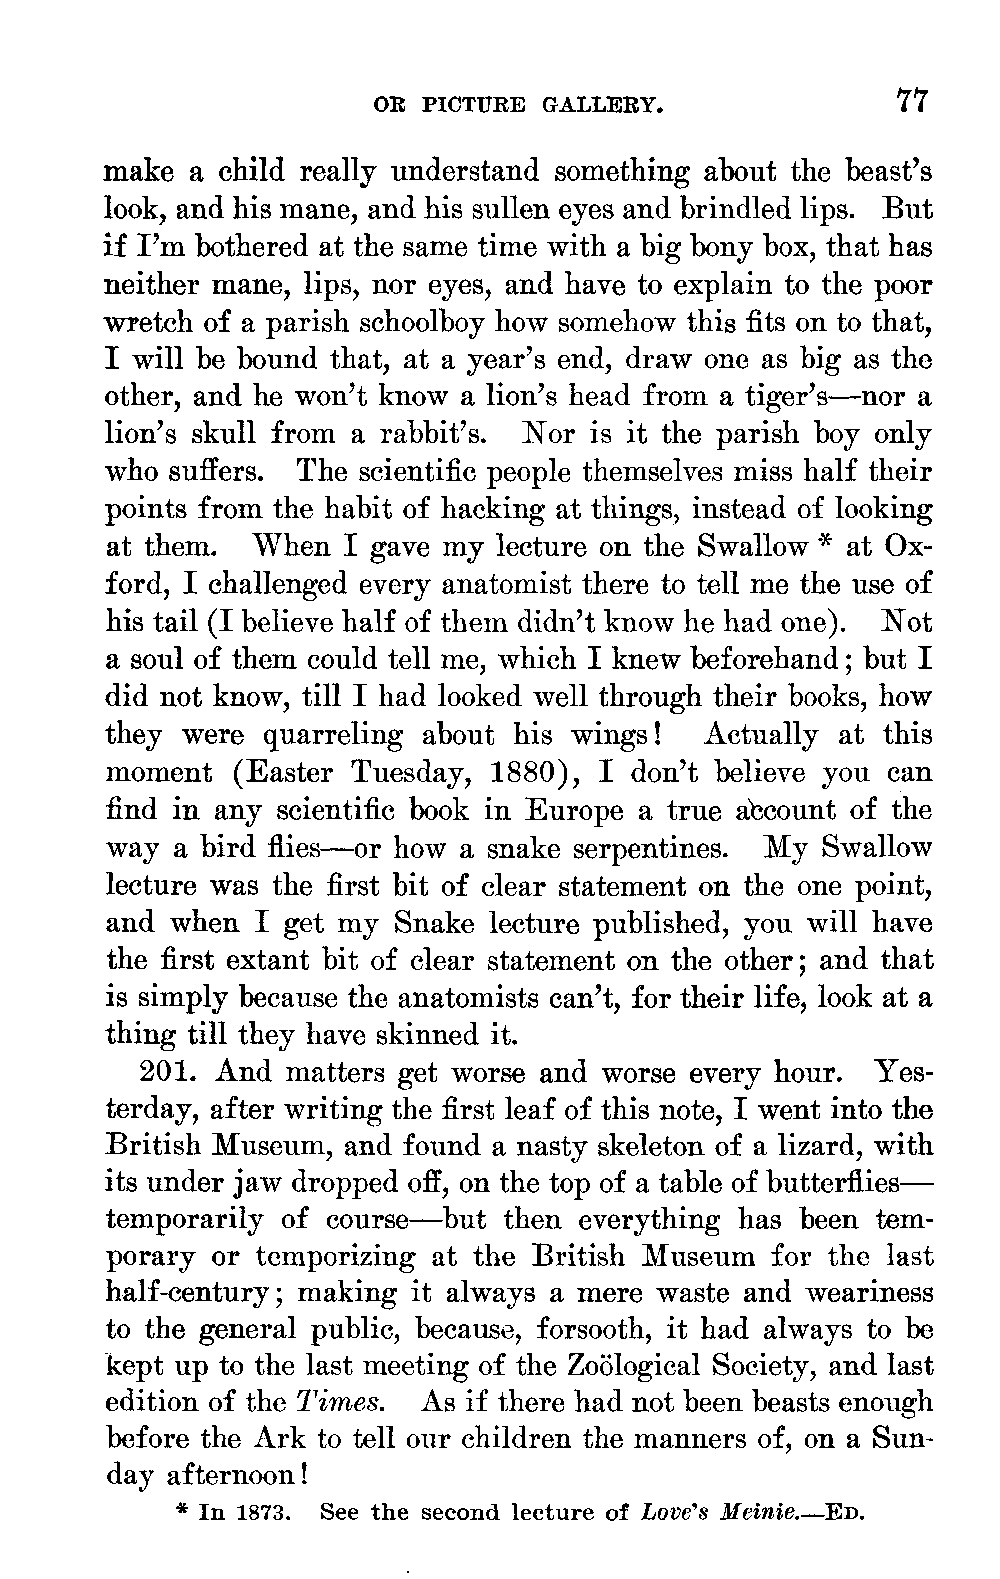 OR PICTURE GALLERY. 77
make a child really understand something about the beast's
look, and his mane, and his sullen eyes and brindled lips. But
if I'm bothered at the same time with a big bony box, that has
neither mane, lips, nor eyes, and have to explain to the poor
wretch of a parish schoolboy how somehow this fits on to that,
I will be bound that, at a year's end, draw one as big as the
other, and he won't know a lion's head from a tiger's—nor a
lion's skull from a rabbit's. Nor is it the parish boy only
who suffers. The scientific people themselves miss half their
points from the habit of hacking at things, instead of looking
at them. When I gave my lecture on the Swallow * at Ox-
ford, I challenged every anatomist there to tell me the use of
his tail (I believe half of them didn't know he had one). Not
a soul of them could tell me, which I knew beforehand; but I
did not know, till I had looked well through their books, how
they were quarreling about his wings! Actually at this
moment (Easter Tuesday, 1880), I don't believe you can
find in any scientific book in Europe a true account of the
way a bird flies—or how a snake serpentines. My Swallow
lecture was the first bit of clear statement on the one point,
and when I get my Snake lecture published, you will have
the first extant bit of clear statement on the other; and that
is simply because the anatomists can't, for their life, look at a
thing till they have skinned it.
201. And matters get worse and worse every hour. Yes-
terday, after writing the first leaf of this note, I went into the
British Museum, and found a nasty skeleton of a lizard, with
its under jaw dropped off, on the top of a table of butterflies—
temporarily of course—but then everything has been tem-
porary or temporizing at the British Museum for the last
half-century; making it always a mere waste and weariness
to the general public, because, forsooth, it had always to be
kept up to the last meeting of the Zoölogical Society, and last
edition of the Times. As if there had not been beasts enough
before the Ark to tell our children the manners of, on a Sun-
day afternoon!
* In 1873. See the second lecture of Love's Meinie.—ED.